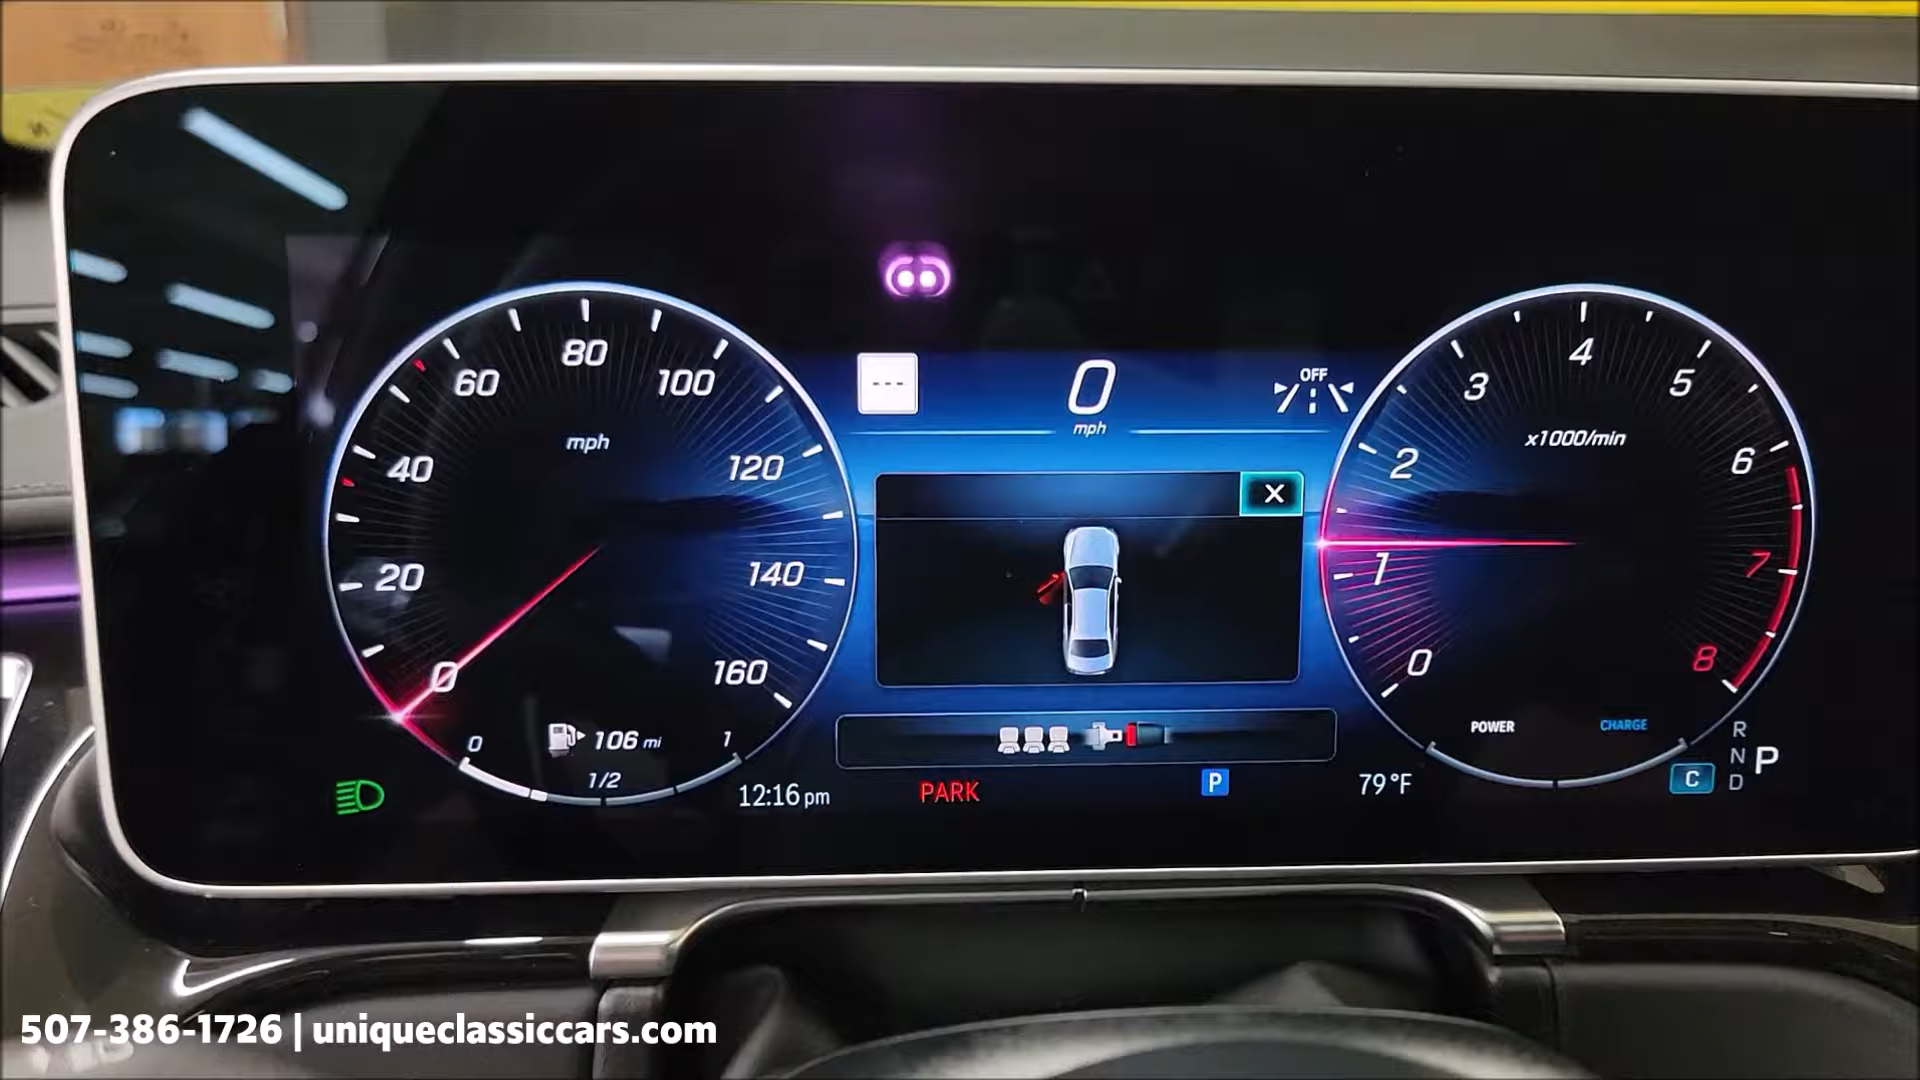 80
60
100
40
mph
120
20
140
0
160
0
106 mi
1
1/2
12:16 pm
---
0
mph
OFF
X
PARK
P
79°F
4
3
5
x1000/min
2
6
1
7
0
8
POWER
CHARGE
R
N
P
D
C
507-386-1726 | uniqueclassiccars.com